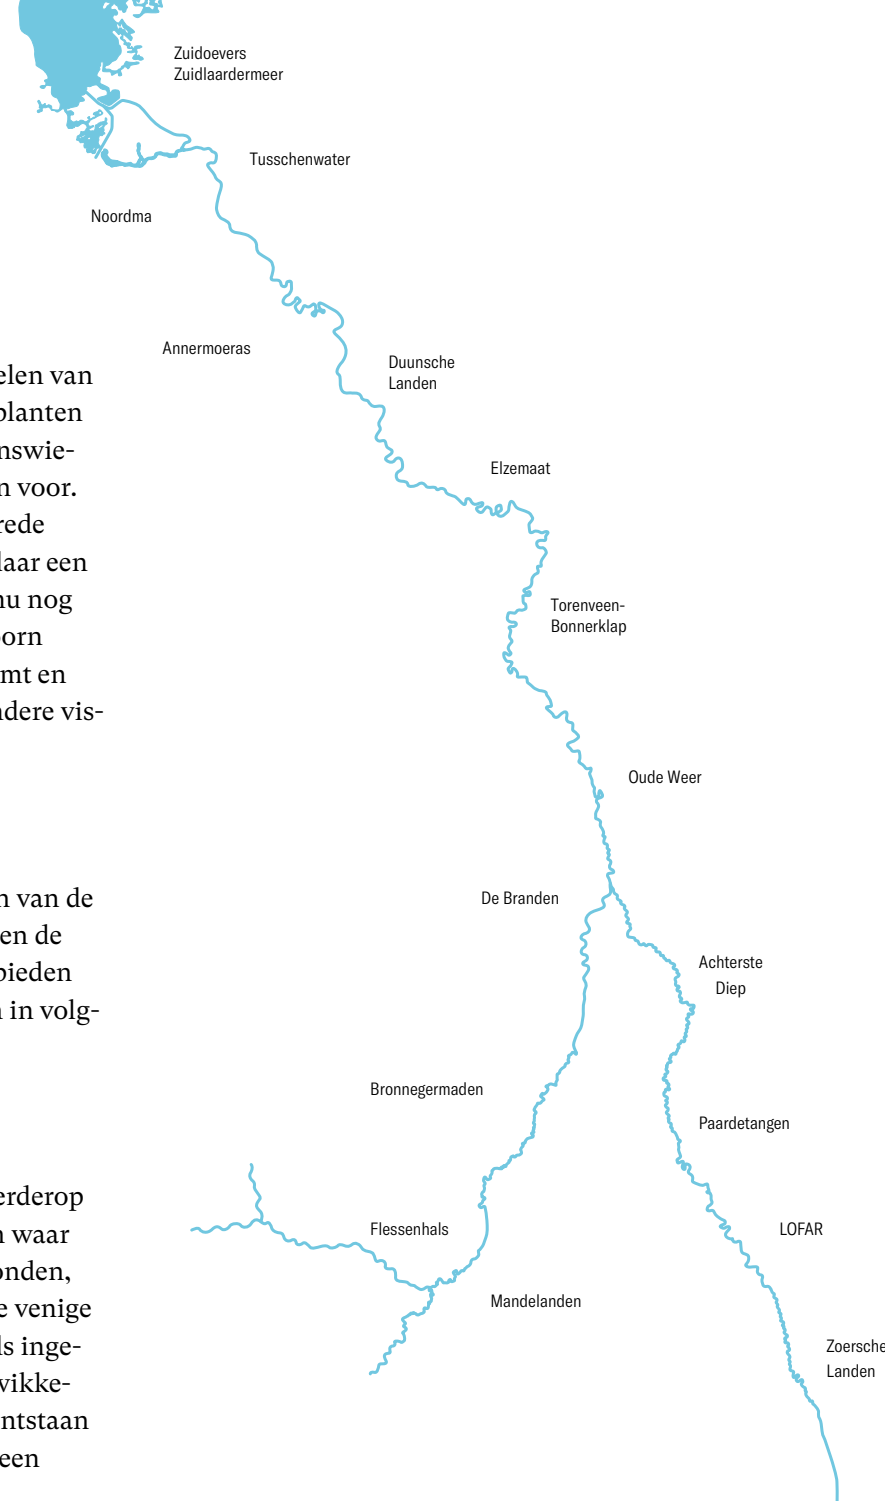 elen van
planten
nswie-
n voor.
rede
laar een
nu nog
oorn
mt en
ndere vis-
n van de
en de
bieden
n in volg-
erderop
n waar
onden,
e venige
ls inge-
wikke-
ntstaan
een
Zuidoevers
Zuidlaardermeer
Tusschenwater
Noordma
Annermoeras
Duunsche
Landen
Elzemaat
Torenveen-
Bonnerklap
Oude Weer
De Branden
Achterste
Diep
Bronnegermaden
Paardetangen
Flessenhals
LOFAR
Mandelanden
Zoersche
Landen